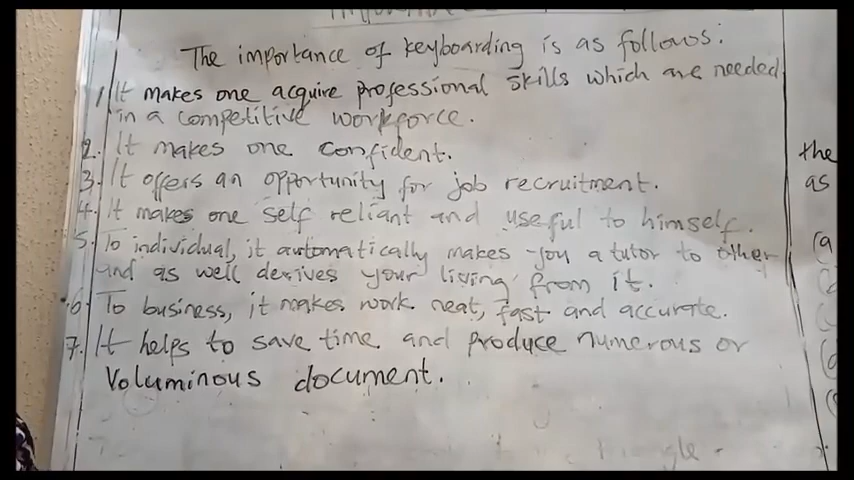 The importance of keyboarding is as follows:
1. It makes one acquire professional skills which are needed
in a competitive workforce.
2. It makes one confident.
3. It offers an opportunity for job recruitment.
4. It makes one self reliant and useful to himself.
5. To individual, it automatically makes you a tutor to other
and as well derives your living from it.
6. To business, it makes work neat, fast and accurate.
7. It helps to save time and produce numerous or
Voluminous document.
the
as
(a